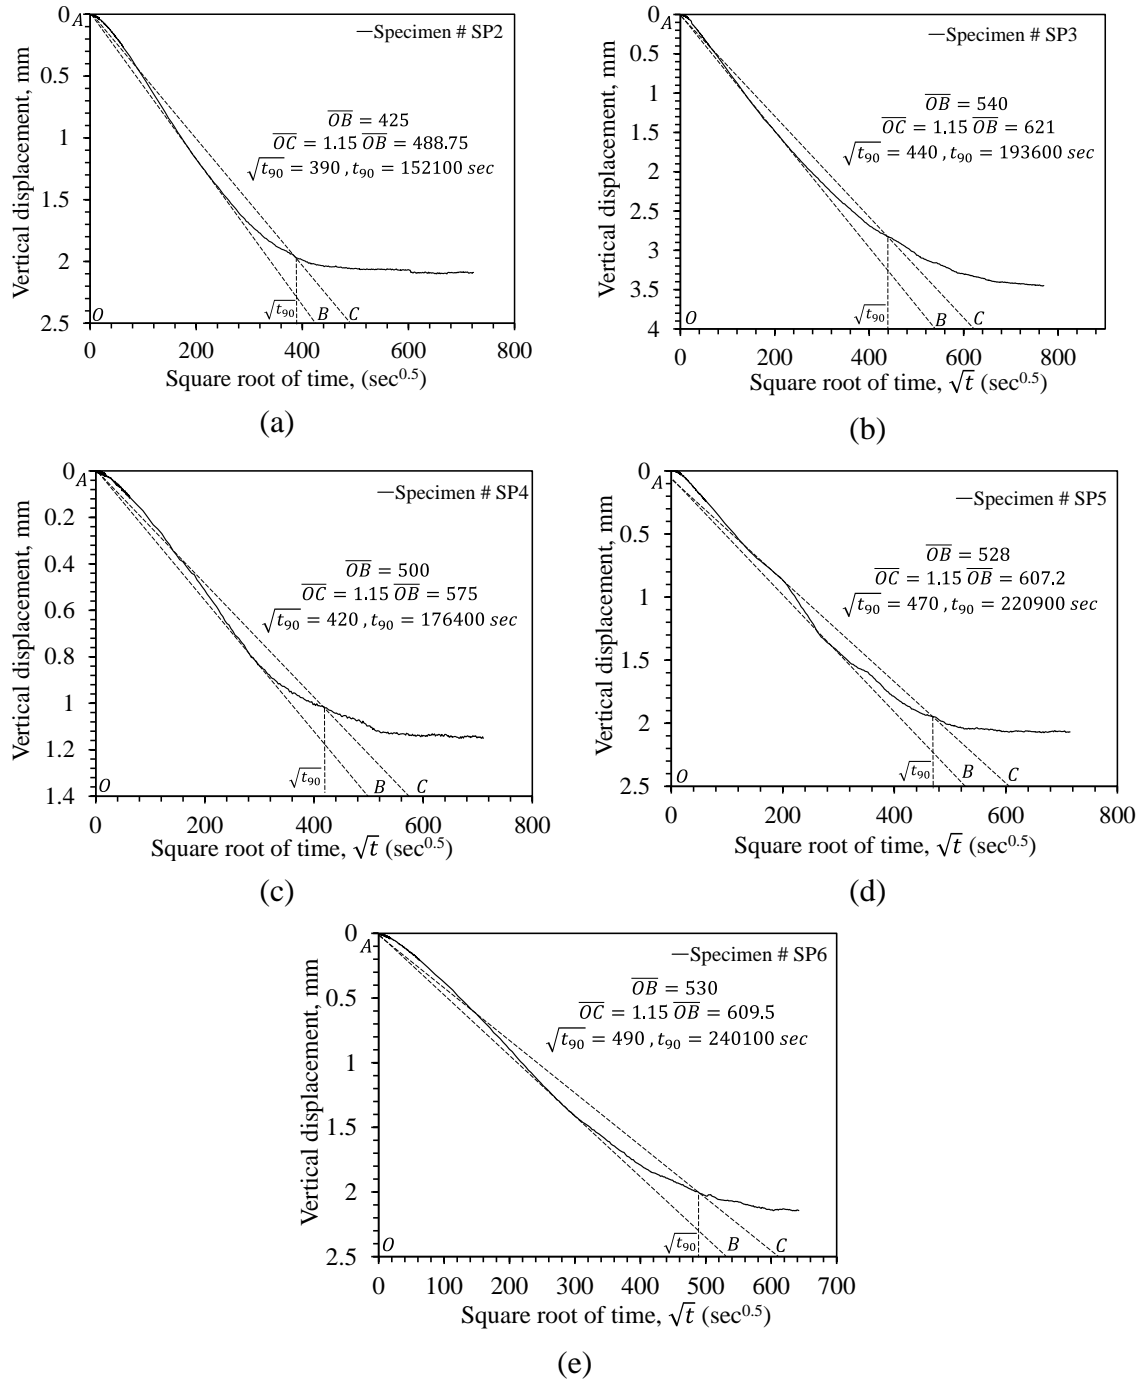 A
Specimen # SP2
OB = 425
OC = 1.15 OB = 488.75
√t₉₀ = 390 , t₉₀ = 152100 sec
Vertical displacement, mm
0
0.5
1
1.5
2
2.5
O
√t₉₀
B
C
0 200 400 600 800
Square root of time, (sec^0.5)
(a)
A
Specimen # SP3
OB = 540
OC = 1.15 OB = 621
√t₉₀ = 440 , t₉₀ = 193600 sec
Vertical displacement, mm
0
0.5
1
1.5
2
2.5
3
3.5
4
O
√t₉₀
B
C
0 200 400 600 800
Square root of time, √t (sec^0.5)
(b)
A
Specimen # SP4
OB = 500
OC = 1.15 OB = 575
√t₉₀ = 420 , t₉₀ = 176400 sec
Vertical displacement, mm
0
0.2
0.4
0.6
0.8
1
1.2
1.4
O
√t₉₀
B
C
0 200 400 600 800
Square root of time, √t (sec^0.5)
(c)
A
Specimen # SP5
OB = 528
OC = 1.15 OB = 607.2
√t₉₀ = 470 , t₉₀ = 220900 sec
Vertical displacement, mm
0
0.5
1
1.5
2
2.5
O
√t₉₀
B
C
0 200 400 600 800
Square root of time, √t (sec^0.5)
(d)
A
Specimen # SP6
OB = 530
OC = 1.15 OB = 609.5
√t₉₀ = 490 , t₉₀ = 240100 sec
Vertical displacement, mm
0
0.5
1
1.5
2
2.5
O
√t₉₀
B
C
0 100 200 300 400 500 600 700
Square root of time, √t (sec^0.5)
(e)